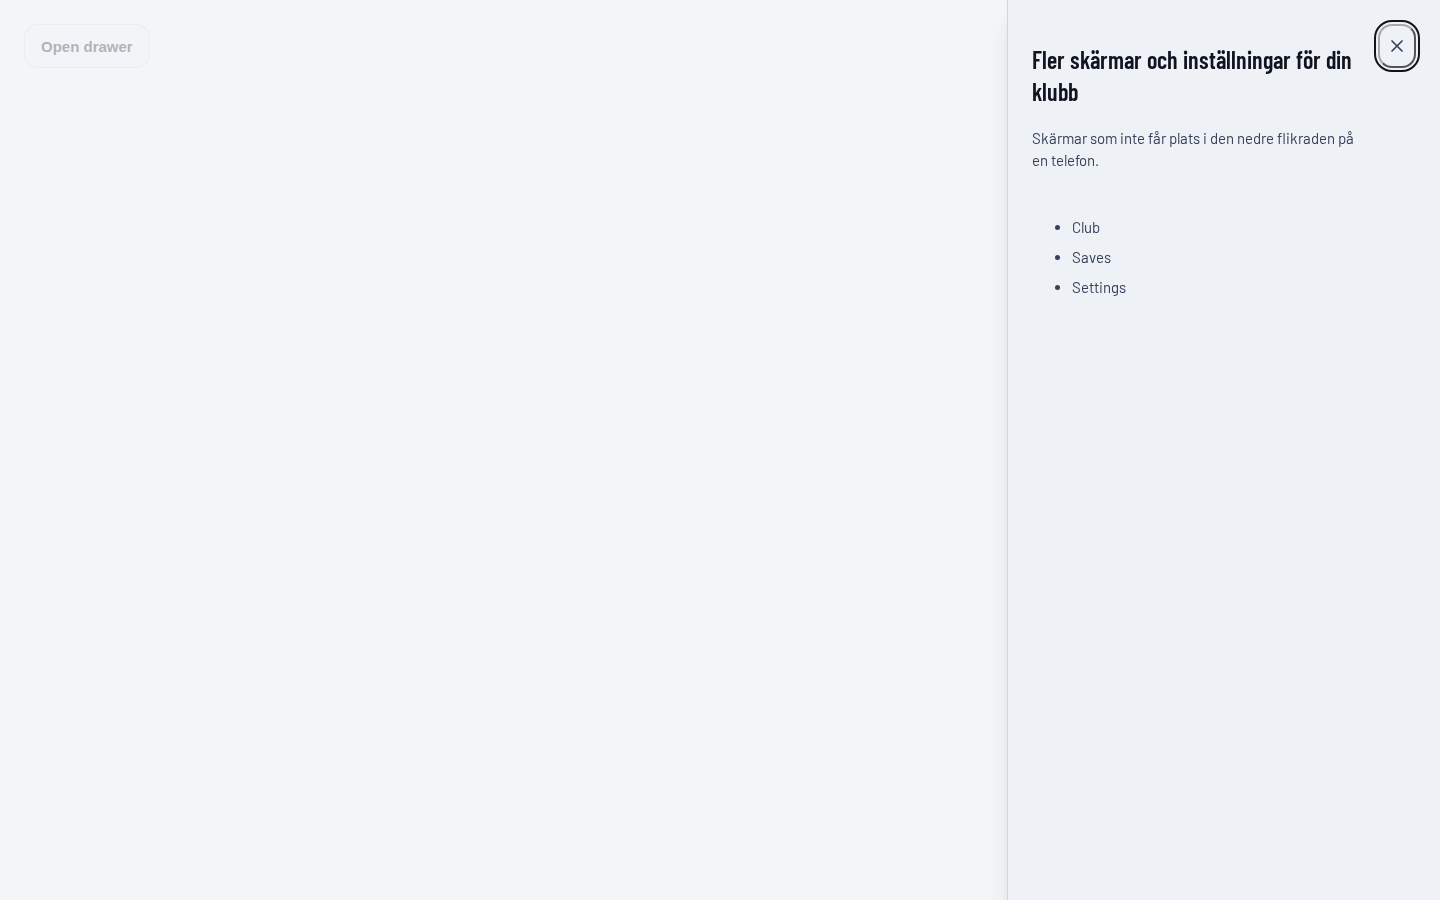 Open drawer
Fler skärmar och inställningar för din
klubb
Skärmar som inte får plats i den nedre flikraden på
en telefon.
Club
Saves
Settings